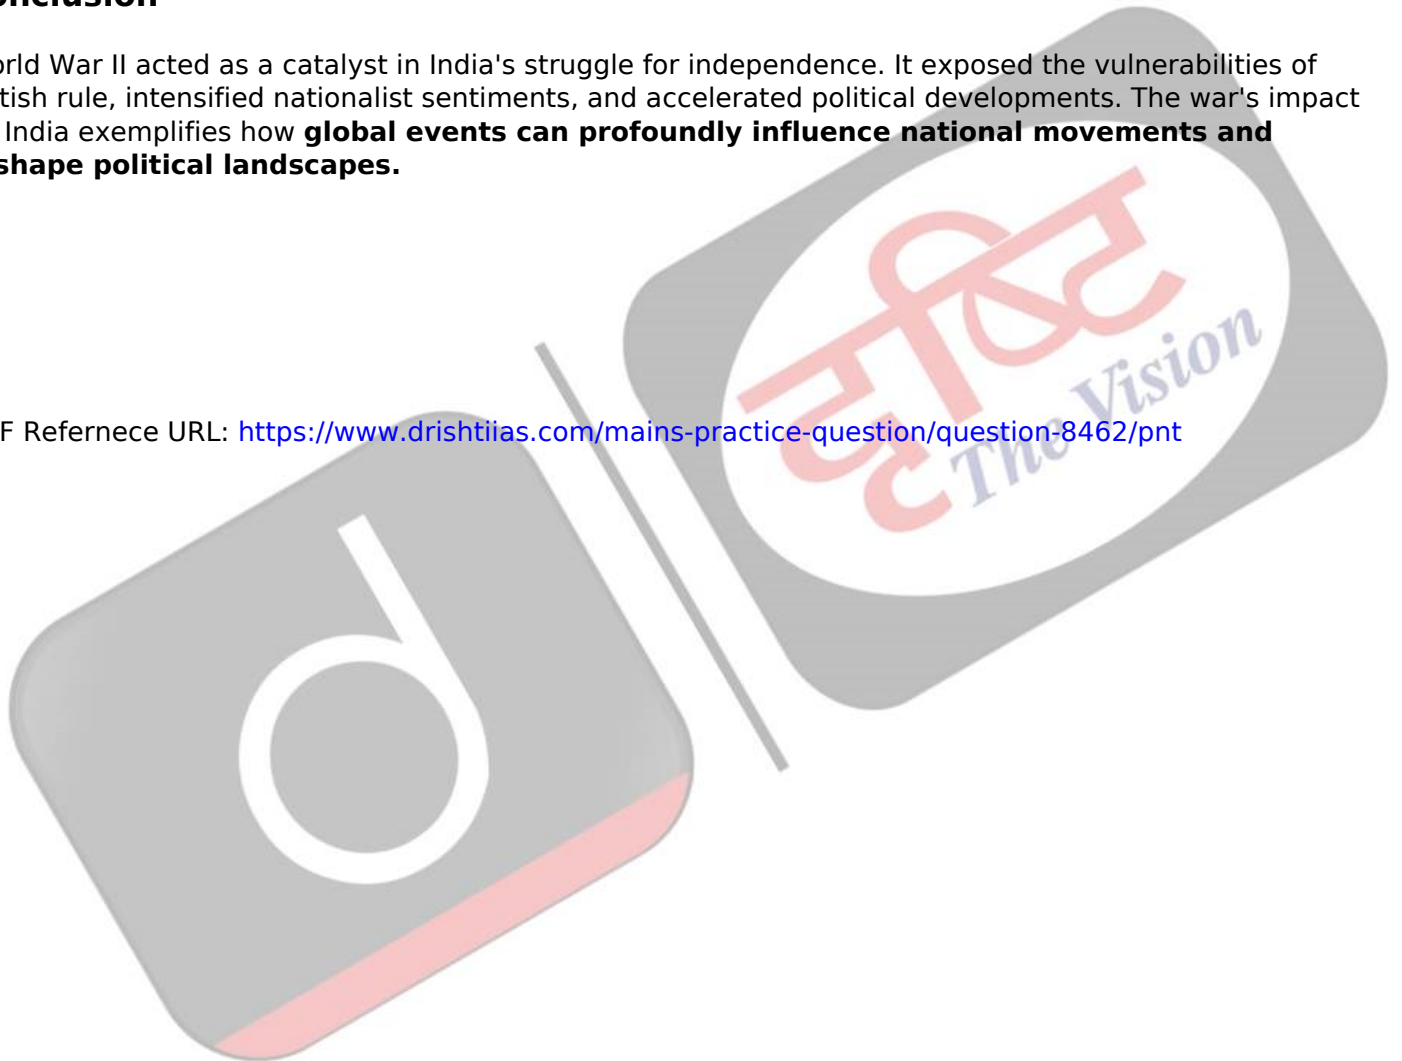 onclusion
orld War II acted as a catalyst in India's struggle for independence. It exposed the vulnerabilities of
tish rule, intensified nationalist sentiments, and accelerated political developments. The war's impact
India exemplifies how global events can profoundly influence national movements and
shape political landscapes.
F Refernece URL: https://www.drishtiias.com/mains-practice-question/question-8462/pnt
दृष्टि
The Vision